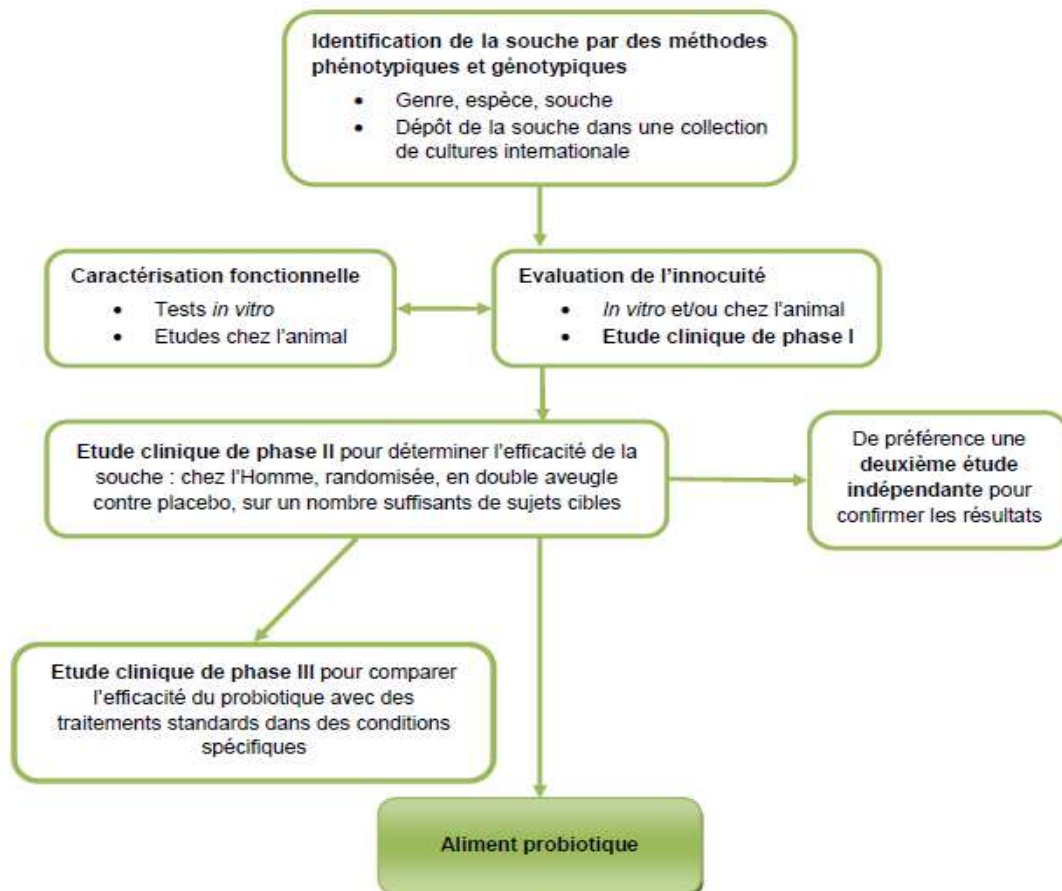 Identification de la souche par des méthodes
phénotypiques et génotypiques
• Genre, espèce, souche
• Dépôt de la souche dans une collection
de cultures internationale
Caractérisation fonctionnelle
• Tests in vitro
• Etudes chez l'animal
Evaluation de l'innocuité
• In vitro et/ou chez l'animal
• Etude clinique de phase I
Etude clinique de phase II pour déterminer l'efficacité de la
souche : chez l'Homme, randomisée, en double aveugle
contre placebo, sur un nombre suffisants de sujets cibles
De préférence une
deuxième étude
indépendante pour
confirmer les résultats
Etude clinique de phase III pour comparer
l'efficacité du probiotique avec des
traitements standards dans des conditions
spécifiques
Aliment probiotique